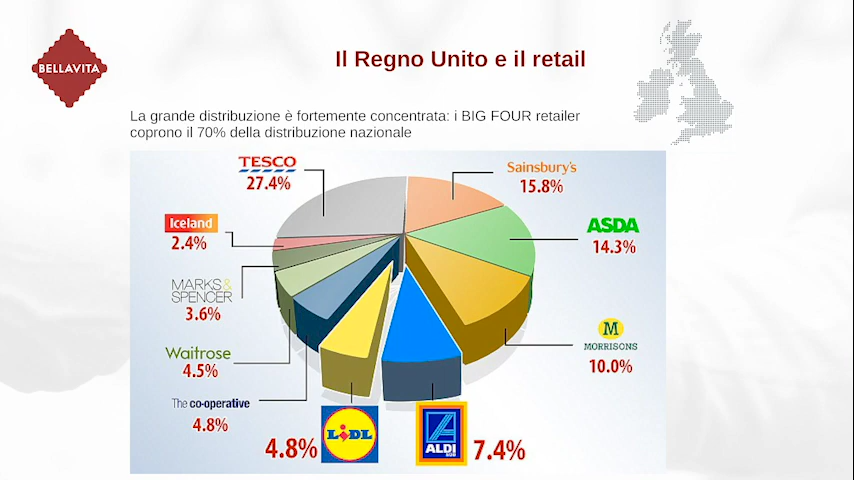 BELLAVITA
Il Regno Unito e il retail
La grande distribuzione è fortemente concentrata: i BIG FOUR retailer
coprono il 70% della distribuzione nazionale
TESCO
27.4%
Sainsbury's
15.8%
Iceland
2.4%
ASDA
14.3%
MARKS&
SPENCER
3.6%
M
MORRISONS
10.0%
Waitrose
4.5%
The co-operative
4.8%
4.8%
LIDL
ALDI
7.4%